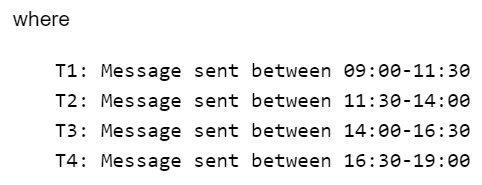 where
T1: Message sent between 09:00-11:30
T2: Message sent between 11:30-14:00
T3: Message sent between 14:00-16:30
T4: Message sent between 16:30-19:00